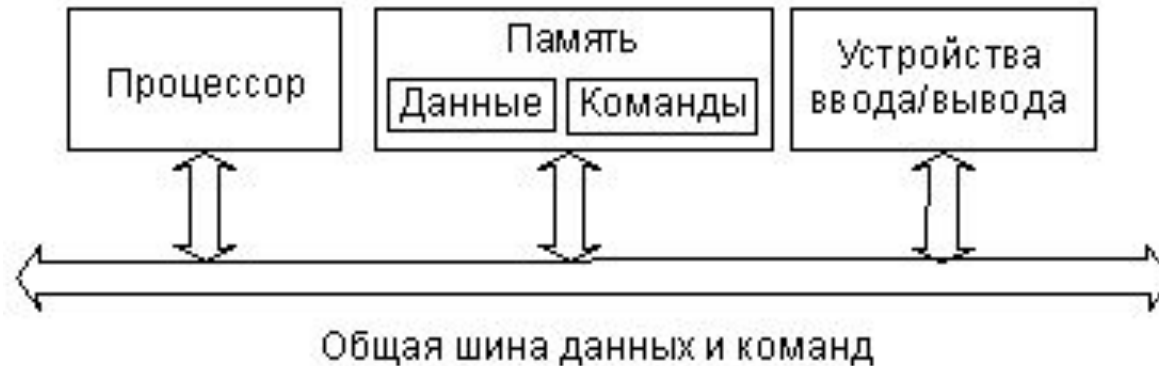 Процессор
Память
Данные
Команды
Устройства
ввода/вывода
Общая шина данных и команд